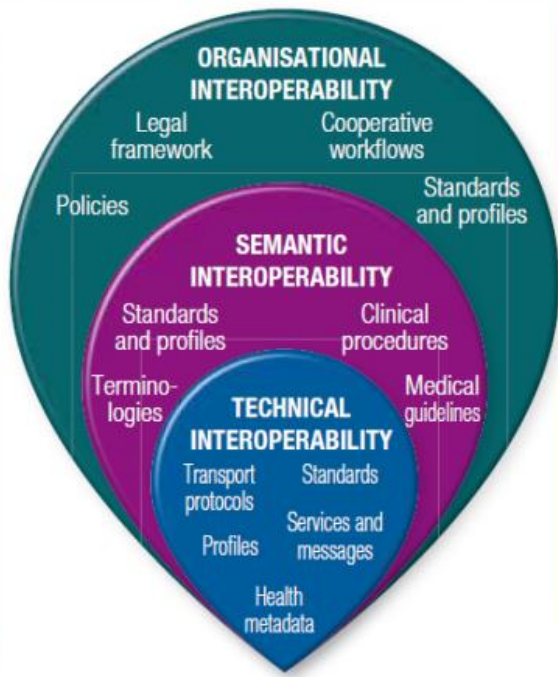 ORGANISATIONAL
INTEROPERABILITY
Legal
framework
Cooperative
workflows
Policies
Standards
and profiles
SEMANTIC
INTEROPERABILITY
Standards
and profiles
Clinical
procedures
Termino-
logies
Medical
guidelines
TECHNICAL
INTEROPERABILITY
Transport
protocols
Standards
Profiles
Services and
messages
Health
metadata